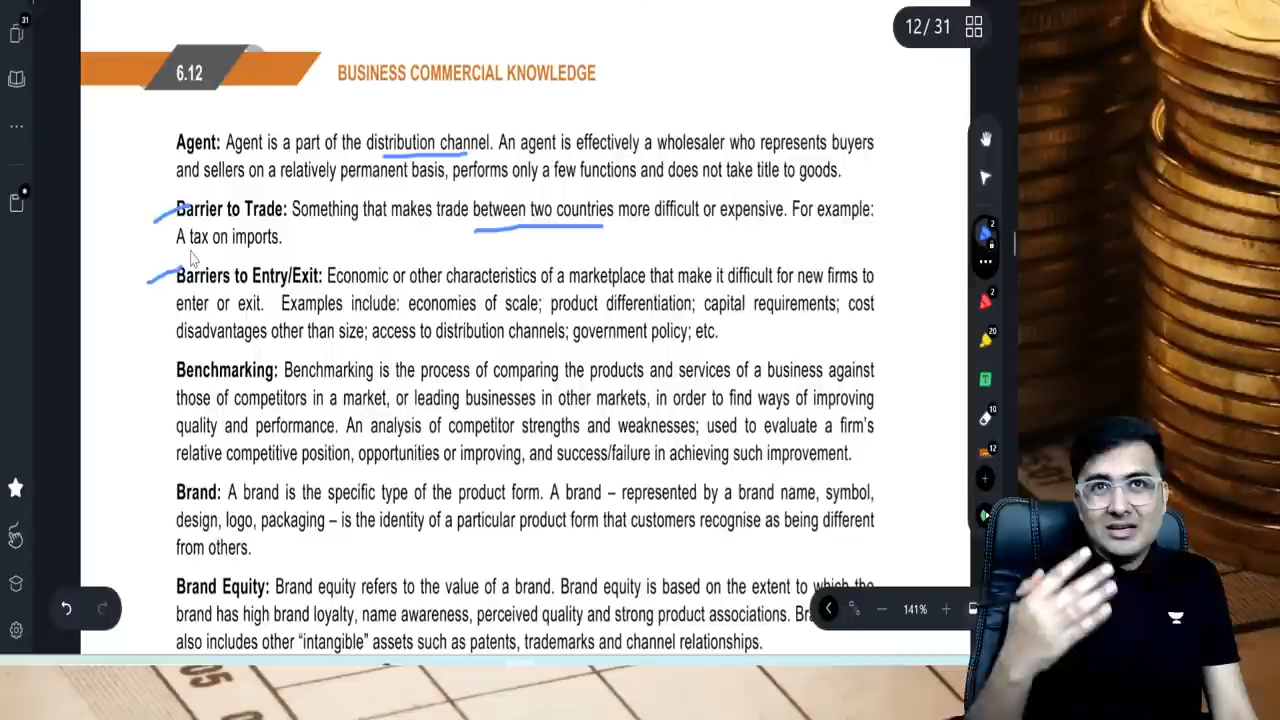 31
12/ 31
6.12
BUSINESS COMMERCIAL KNOWLEDGE
Agent: Agent is a part of the distribution channel. An agent is effectively a wholesaler who represents buyers
and sellers on a relatively permanent basis, performs only a few functions and does not take title to goods.
Barrier to Trade: Something that makes trade between two countries more difficult or expensive. For example:
A tax on imports.
Barriers to Entry/Exit: Economic or other characteristics of a marketplace that make it difficult for new firms to
enter or exit. Examples include: economies of scale; product differentiation; capital requirements; cost
disadvantages other than size; access to distribution channels; government policy; etc.
Benchmarking: Benchmarking is the process of comparing the products and services of a business against
those of competitors in a market, or leading businesses in other markets, in order to find ways of improving
quality and performance. An analysis of competitor strengths and weaknesses; used to evaluate a firm's
relative competitive position, opportunities or improving, and success/failure in achieving such improvement.
Brand: A brand is the specific type of the product form. A brand – represented by a brand name, symbol,
design, logo, packaging – is the identity of a particular product form that customers recognise as being different
from others.
Brand Equity: Brand equity refers to the value of a brand. Brand equity is based on the extent to which the
brand has high brand loyalty, name awareness, perceived quality and strong product associations.
also includes other “intangible” assets such as patents, trademarks and channel relationships.
141%
2
2
20
T
10
12
05